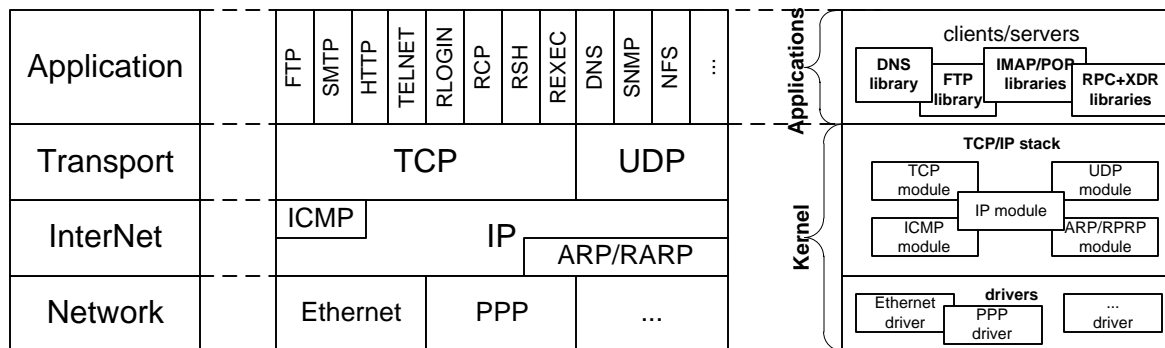 Application
Transport
InterNet
Network
FTP
SMTP
HTTP
TELNET
RLOGIN
RCP
RSH
REXEC
DNS
SNMP
NFS
...
TCP
UDP
ICMP
IP
ARP/RARP
Ethernet
PPP
...
Applications
Kernel
clients/servers
DNS
library
FTP
library
IMAP/POP
libraries
RPC+XDR
libraries
TCP/IP stack
TCP
module
UDP
module
IP module
ICMP
module
ARP/RPRP
module
drivers
Ethernet
driver
PPP
driver
...
driver